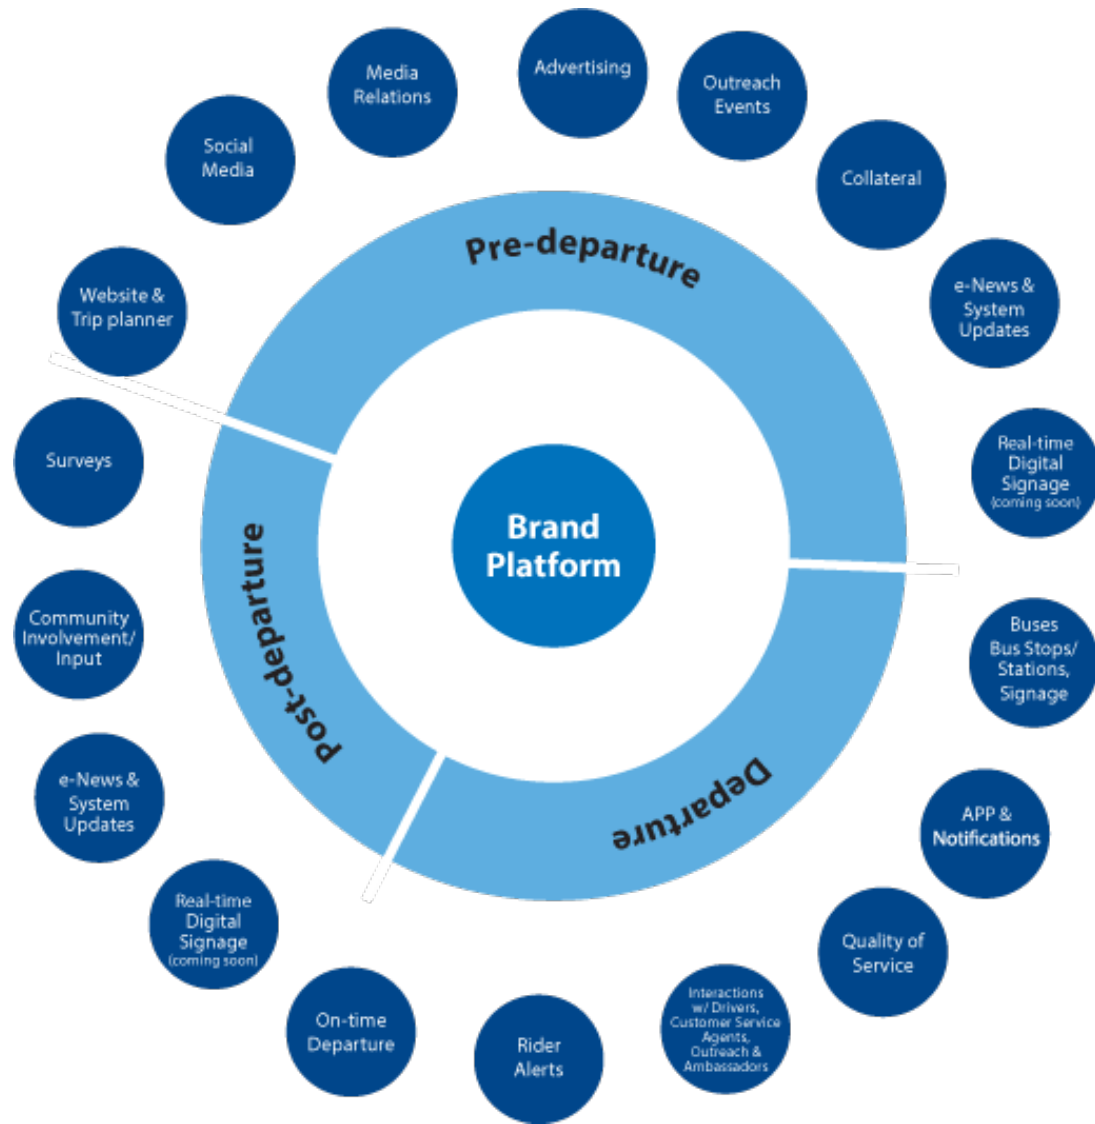 Media
Relations
Advertising
Outreach
Events
Social
Media
Collateral
Pre-departure
Website &
Trip planner
e-News &
System
Updates
Surveys
Real-time
Digital
Signage
(coming soon)
Brand
Platform
Post-departure
Community
Involvement/
Input
Buses
Bus Stops/
Stations,
Signage
e-News &
System
Updates
Departure
APP &
Notifications
Real-time
Digital
Signage
(coming soon)
Quality of
Service
On-time
Departure
Rider
Alerts
Interactions
w/ Drivers,
Customer Service
Agents,
Outreach &
Ambassadors